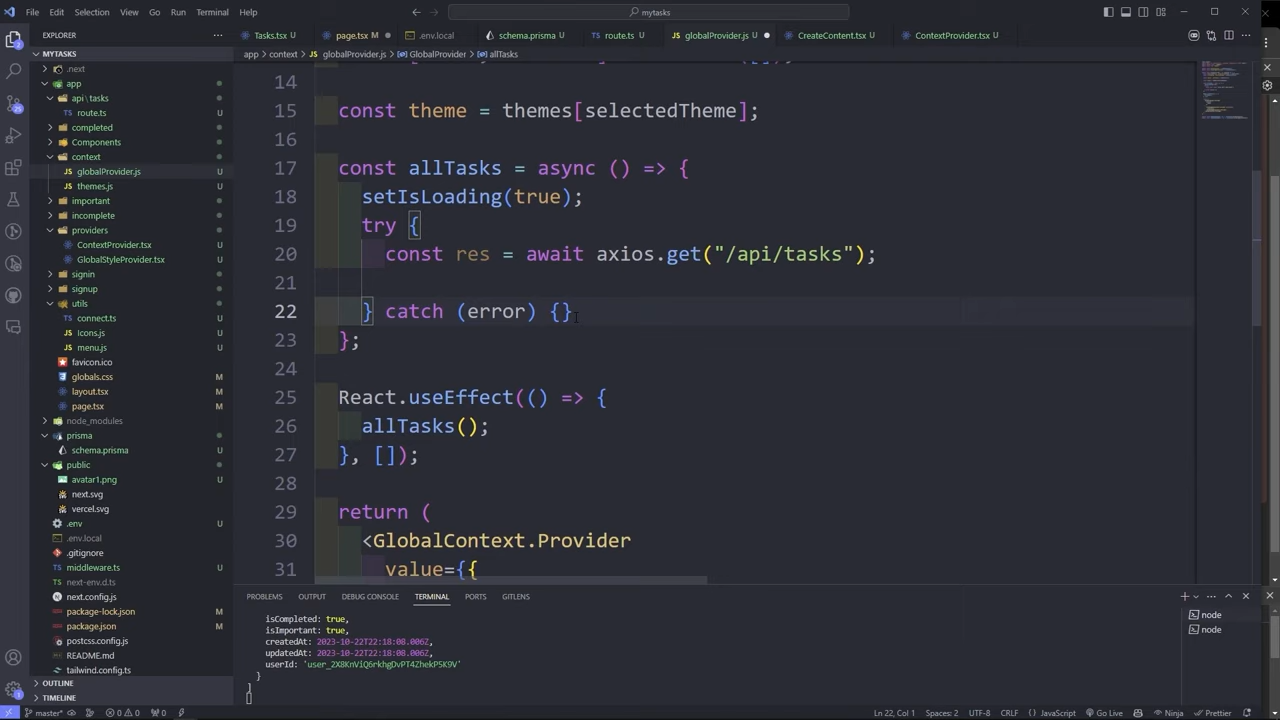 File Edit Selection View Go Run Terminal Help
mytasks
EXPLORER
MYTASKS
.next
app
api\tasks
route.ts U
completed
Components
context
globalProvider.js U
themes.js U
important
incomplete
providers
ContextProvider.tsx U
GlobalStyleProvider.tsx U
signin
signup
utils
connect.ts U
Icons.js U
menu.js U
favicon.ico
globals.css M
layout.tsx M
page.tsx M
node_modules
prisma
schema.prisma U
public
avatar1.png U
next.svg
vercel.svg
.env U
.env.local
.gitignore
middleware.ts U
next-env.d.ts
next.config.js
package-lock.json M
package.json M
postcss.config.js
README.md
tailwind.config.ts
OUTLINE
TIMELINE
Tasks.tsx U page.tsx M .env.local schema.prisma U route.ts U globalProvider.js U CreateContent.tsx U ContextProvider.tsx U
app > context > JS globalProvider.js > GlobalProvider > allTasks
14
15 const theme = themes[selectedTheme];
16
17 const allTasks = async () => {
18 setIsLoading(true);
19 try {
20 const res = await axios.get("/api/tasks");
21
22 } catch (error) {}
23 };
24
25 React.useEffect(() => {
26 allTasks();
27 }, []);
28
29 return (
30 <GlobalContext.Provider
31 value={{
PROBLEMS OUTPUT DEBUG CONSOLE TERMINAL PORTS GITLENS
isCompleted: true,
isImportant: true,
createdAt: 2023-10-22T22:18:08.006Z,
updatedAt: 2023-10-22T22:18:08.006Z,
userId: 'user_2X8KnViQ6rkhgDvPT4ZhekP5K9V'
}
]
node
node
master* 0 0 0 Ln 22, Col 1 Spaces: 2 UTF-8 CRLF JavaScript Go Live Ninja Prettier